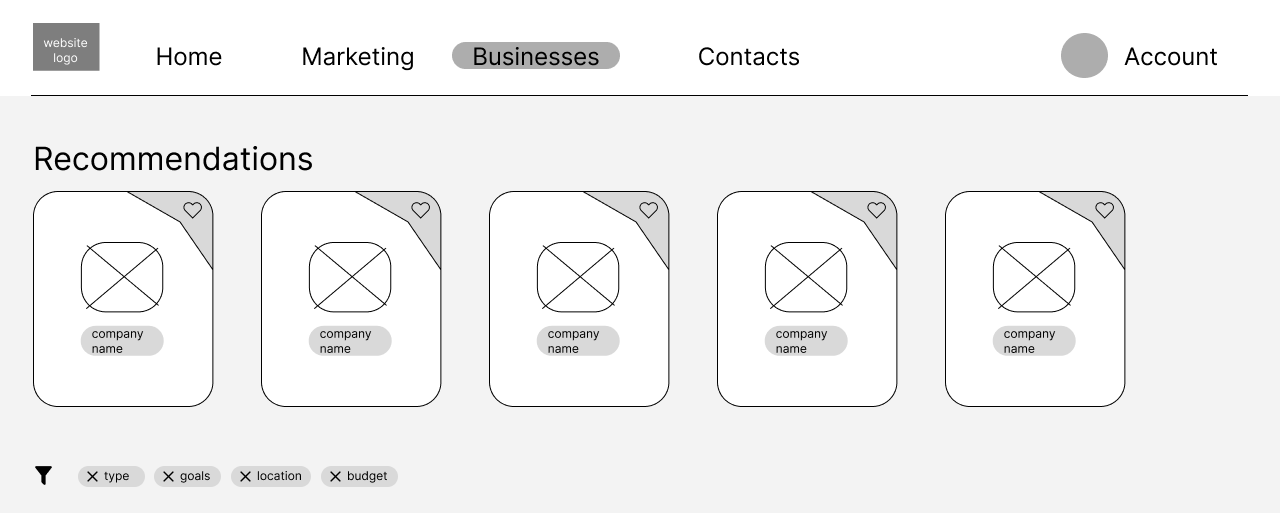 website
logo
Home
Marketing
Businesses
Contacts
Account
Recommendations
company
name
company
name
company
name
company
name
company
name
type
goals
location
budget